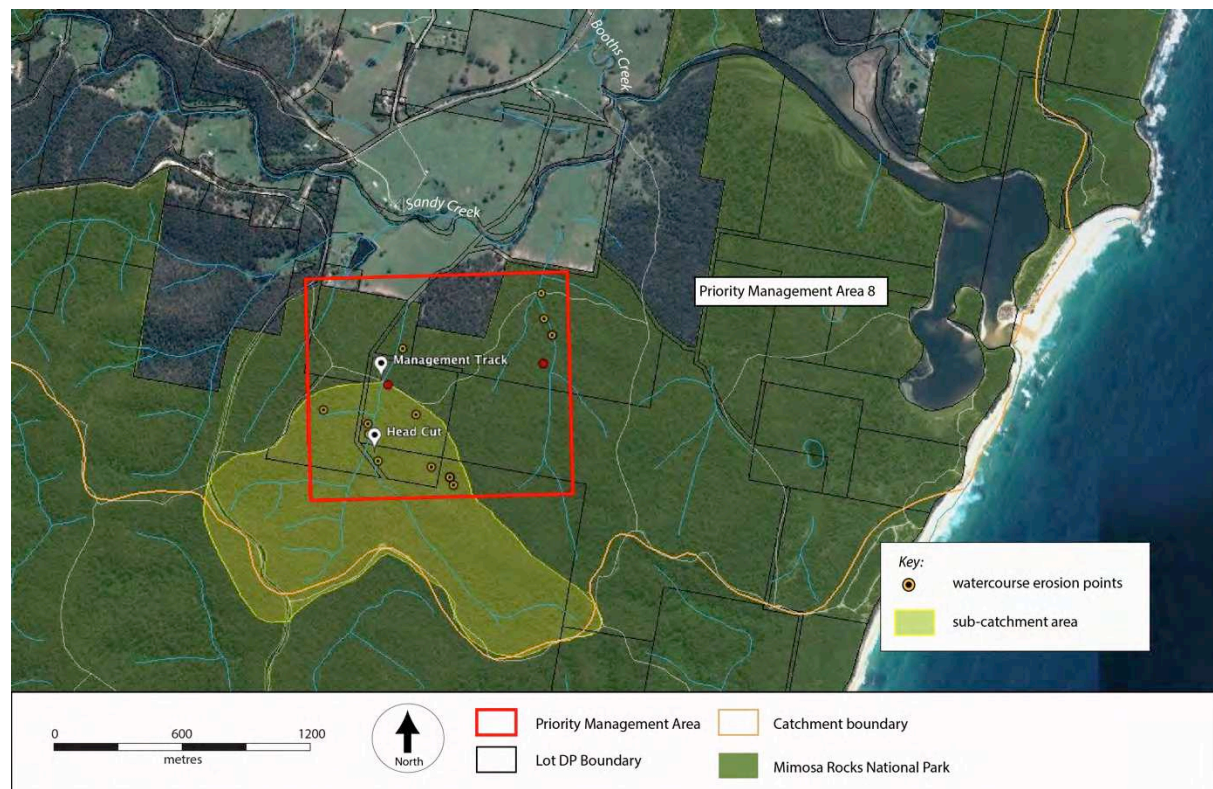 Booths Creek
Sandy Creek
Priority Management Area 8
Management Track
Head Cut
Key:
watercourse erosion points
sub-catchment area
0 600 1200
metres
North
Priority Management Area
Lot DP Boundary
Catchment boundary
Mimosa Rocks National Park